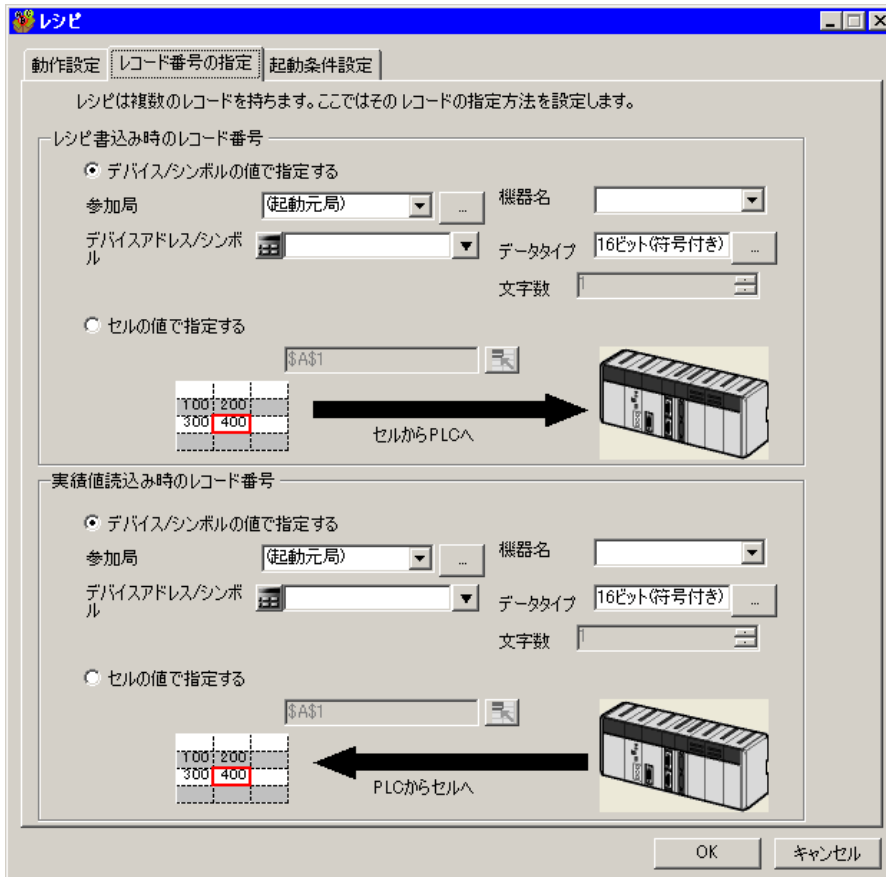 レシピ
動作設定 レコード番号の指定 起動条件設定
レシピは複数のレコードを持ちます。ここではそのレコードの指定方法を設定します。
レシピ書込み時のレコード番号
デバイス/シンボルの値で指定する
参加局 (起動元局) ... 機器名
デバイスアドレス/シンボ
ル
データタイプ 16ビット(符号付き) ...
文字数 1
セルの値で指定する
$A$1
100 200
300 400
セルからPLCへ
実績値読込み時のレコード番号
デバイス/シンボルの値で指定する
参加局 (起動元局) ... 機器名
デバイスアドレス/シンボ
ル
データタイプ 16ビット(符号付き) ...
文字数 1
セルの値で指定する
$A$1
100 200
300 400
PLCからセルへ
OK キャンセル